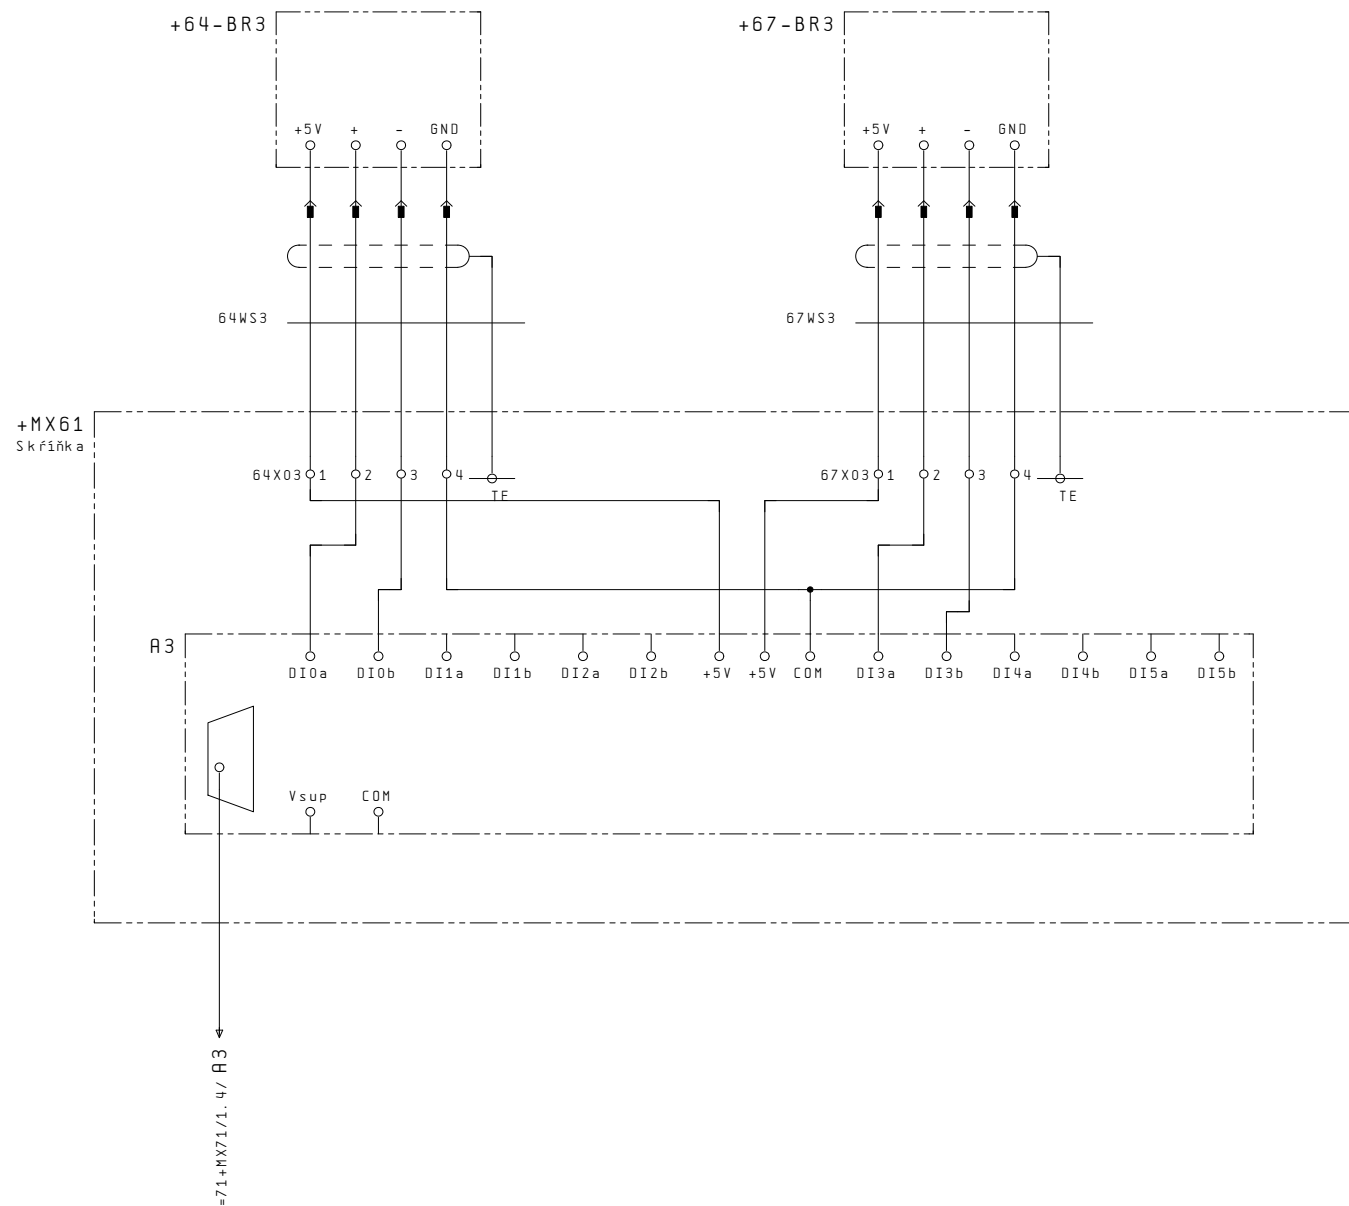 +64-BR3 +67-BR3
+5V + - GND +5V + - GND
64WS3 67WS3
+MX61
Skříňka
64X03 1 2 3 4 67X03 1 2 3 4
TE TE
A3
DI0a DI0b DI1a DI1b DI2a DI2b +5V +5V COM DI3a DI3b DI4a DI4b DI5a DI5b
Vsup COM
=71+MX71/1.4/ A3